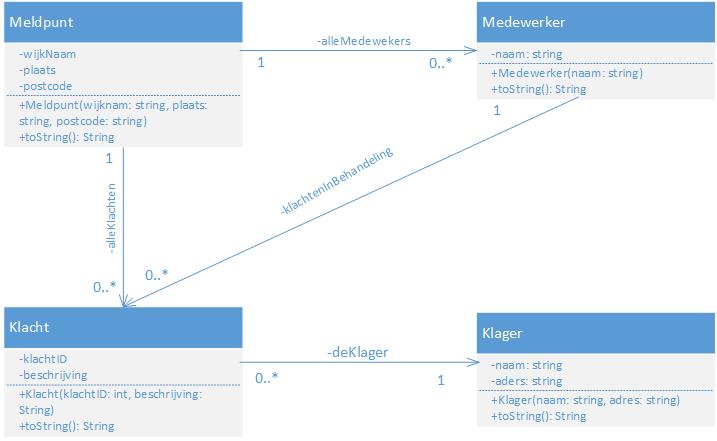 Meldpunt
-wijkNaam
-plaats
-postcode
+Meldpunt(wijknam: string, plaats:
string, postcode: string)
+toString(): String
-alleMedewekers
1
0..*
Medewerker
-naam: string
+Medewerker(naam: string)
+toString(): String
1
-alleKlachten
0..*
1
-klachtenInBehandeling
0..*
Klacht
-klachtID
-beschrijving
+Klacht(klachtID: int, beschrijving:
String)
+toString(): String
-deKlager
0..*
1
Klager
-naam: string
-aders: string
+Klager(naam: string, adres: string)
+toString(): String